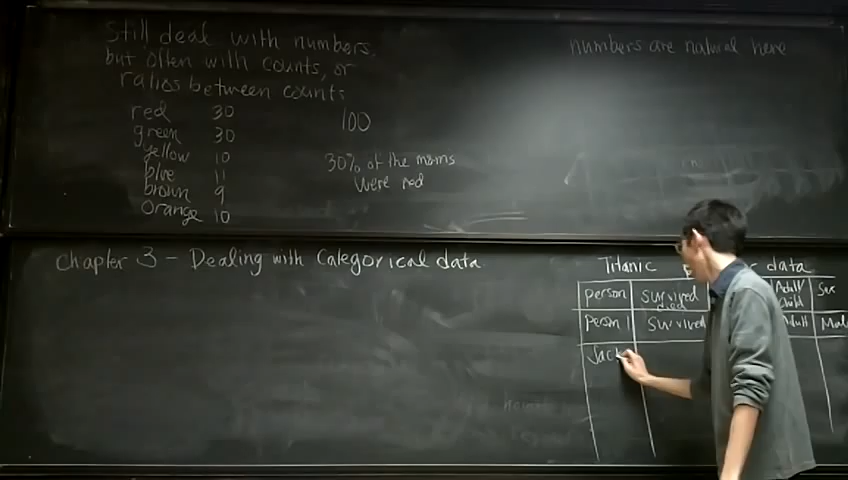 Still deal with numbers,
but often with counts, or
ratios between counts
red 30
green 30
yellow 10
blue 11
brown 9
orange 10
100
30% of the m&ms
were red
numbers are natural here
Chapter 3 - Dealing with Categorical data
Titanic data
person survived died Adult/Child Sex
Person 1 survived Adult Male
Jack